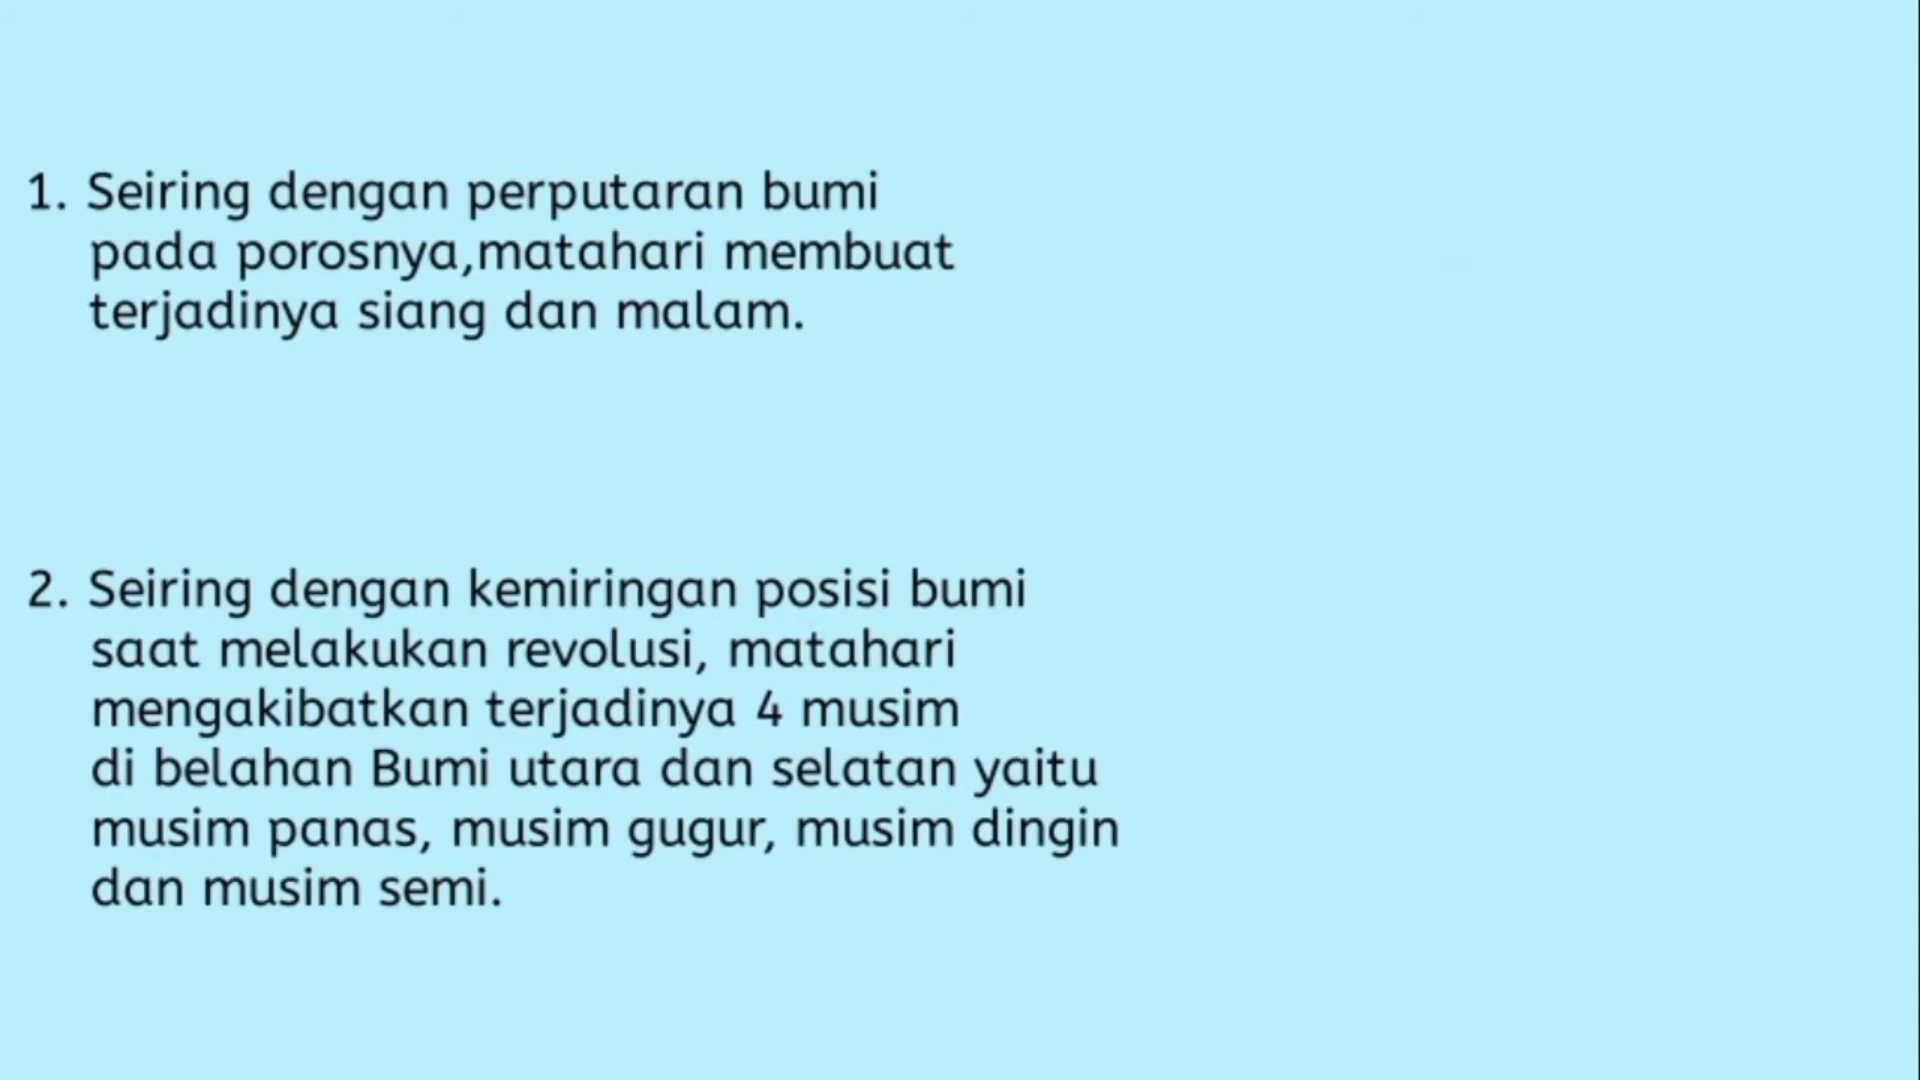 1. Seiring dengan perputaran bumi
pada porosnya,matahari membuat
terjadinya siang dan malam.
2. Seiring dengan kemiringan posisi bumi
saat melakukan revolusi, matahari
mengakibatkan terjadinya 4 musim
di belahan Bumi utara dan selatan yaitu
musim panas, musim gugur, musim dingin
dan musim semi.